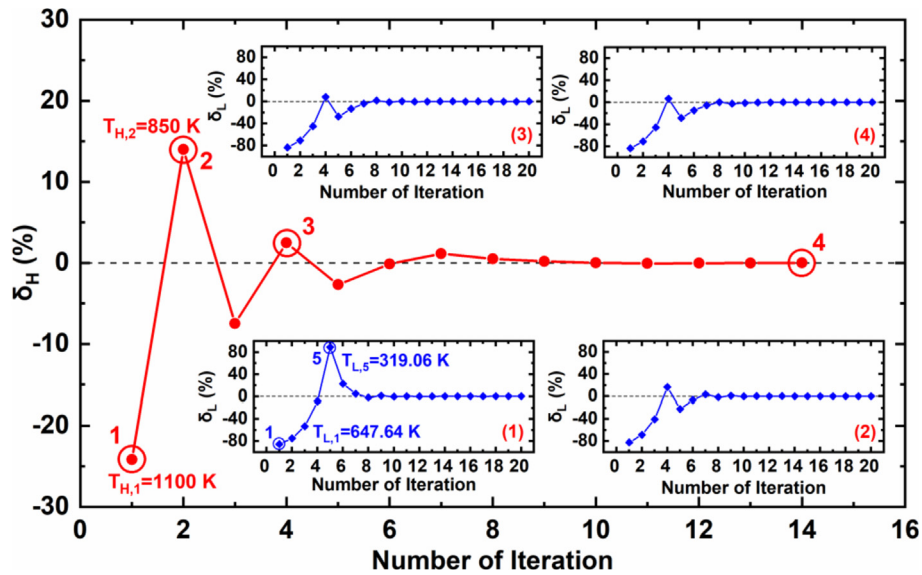 30
20
10
0
-10
-20
-30
δH (%)
0 2 4 6 8 10 12 14 16
Number of Iteration
TH,1=1100 K
1
TH,2=850 K
2
3
4
80
40
0
-40
-80
δL (%)
0 2 4 6 8 10 12 14 16 18 20
Number of Iteration
(3)
80
40
0
-40
-80
δL (%)
0 2 4 6 8 10 12 14 16 18 20
Number of Iteration
(4)
80
40
0
-40
-80
δL (%)
5
TL,5=319.06 K
1
TL,1=647.64 K
(1)
0 2 4 6 8 10 12 14 16 18 20
Number of Iteration
80
40
0
-40
-80
δL (%)
(2)
0 2 4 6 8 10 12 14 16 18 20
Number of Iteration